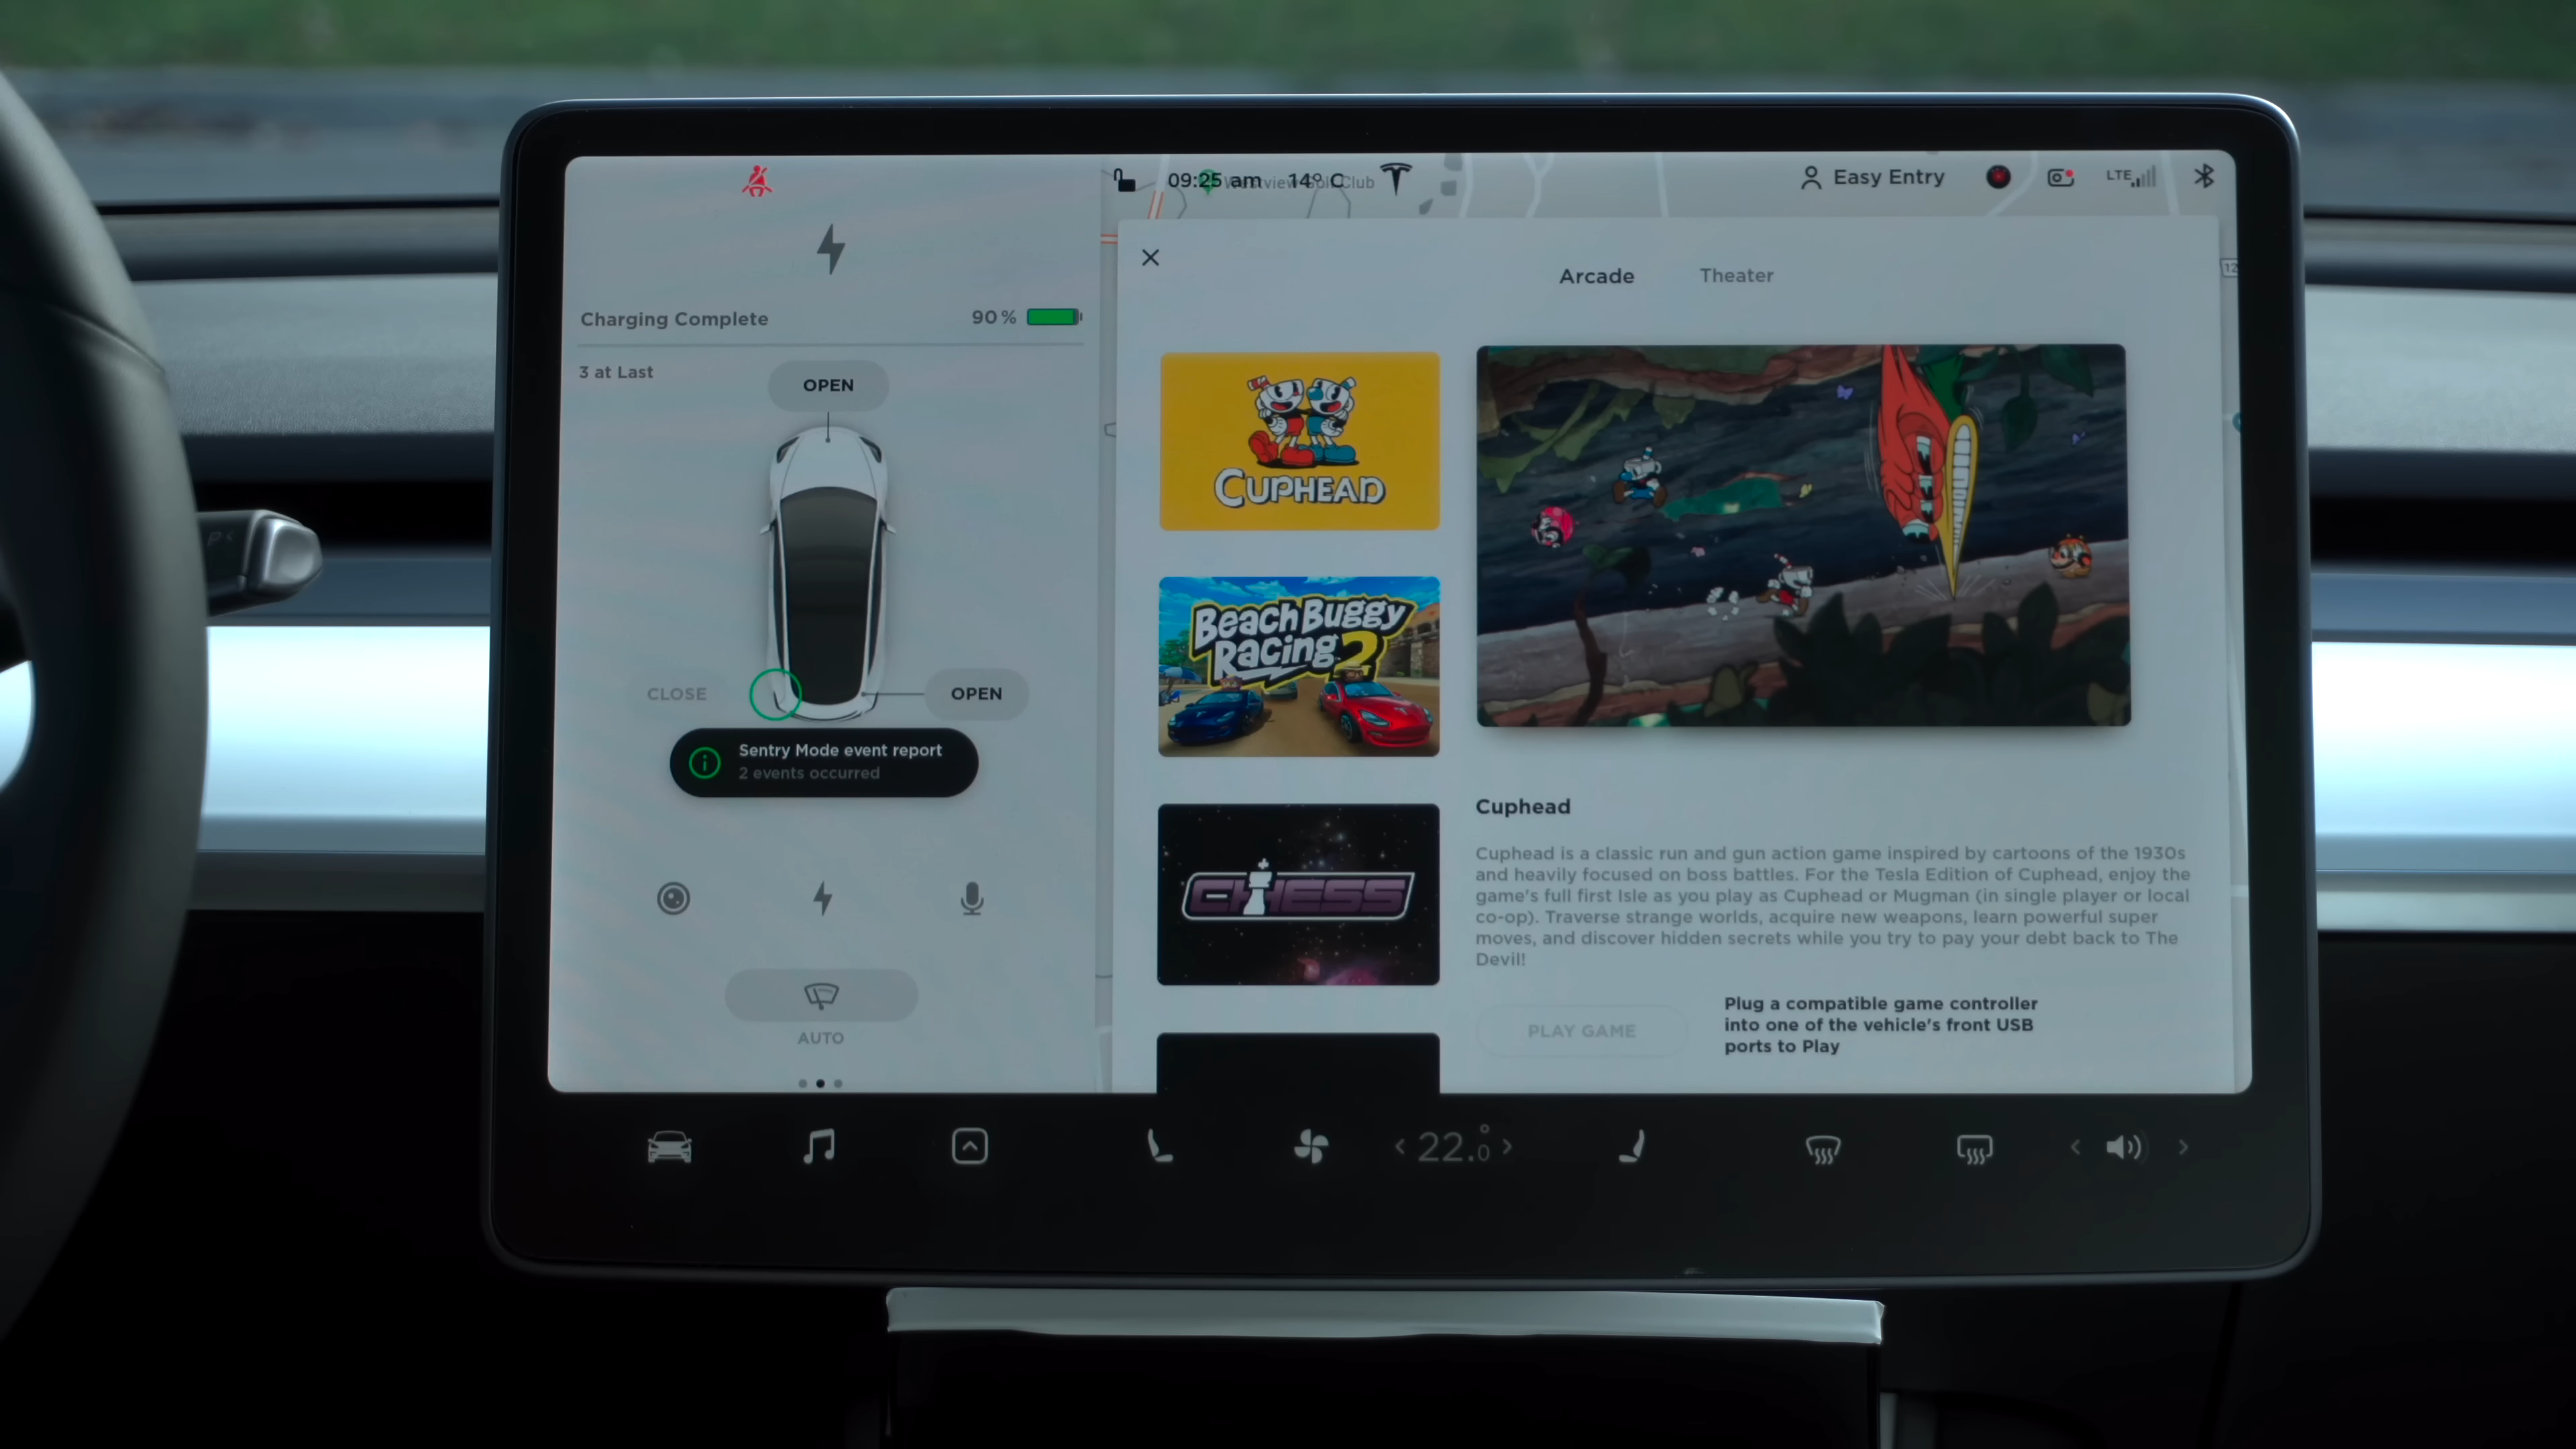 09:25 am 14° C
Easy Entry
LTE
Charging Complete
90 %
3 at Last
OPEN
CLOSE
OPEN
Sentry Mode event report
2 events occurred
AUTO
Arcade
Theater
CUPHEAD
Beach Buggy
Racing 2
CHESS
Cuphead
Cuphead is a classic run and gun action game inspired by cartoons of the 1930s
and heavily focused on boss battles. For the Tesla Edition of Cuphead, enjoy the
game's full first Isle as you play as Cuphead or Mugman (in single player or local
co-op). Traverse strange worlds, acquire new weapons, learn powerful super
moves, and discover hidden secrets while you try to pay your debt back to The
Devil!
PLAY GAME
Plug a compatible game controller
into one of the vehicle's front USB
ports to Play
22.0°
P